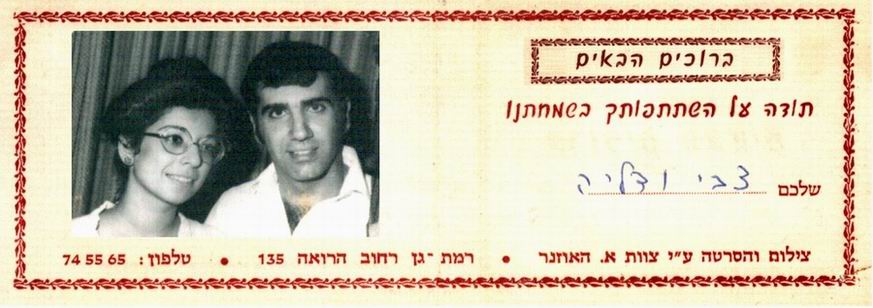 ברוכים הבאים
תודה על השתתפותך בשמחתנו
שלכם צבי ודליה
צילום והסרטה ע״י צוות א. האוזנר • רמת-גן רחוב הרואה 135 • טלפון: 74 55 65